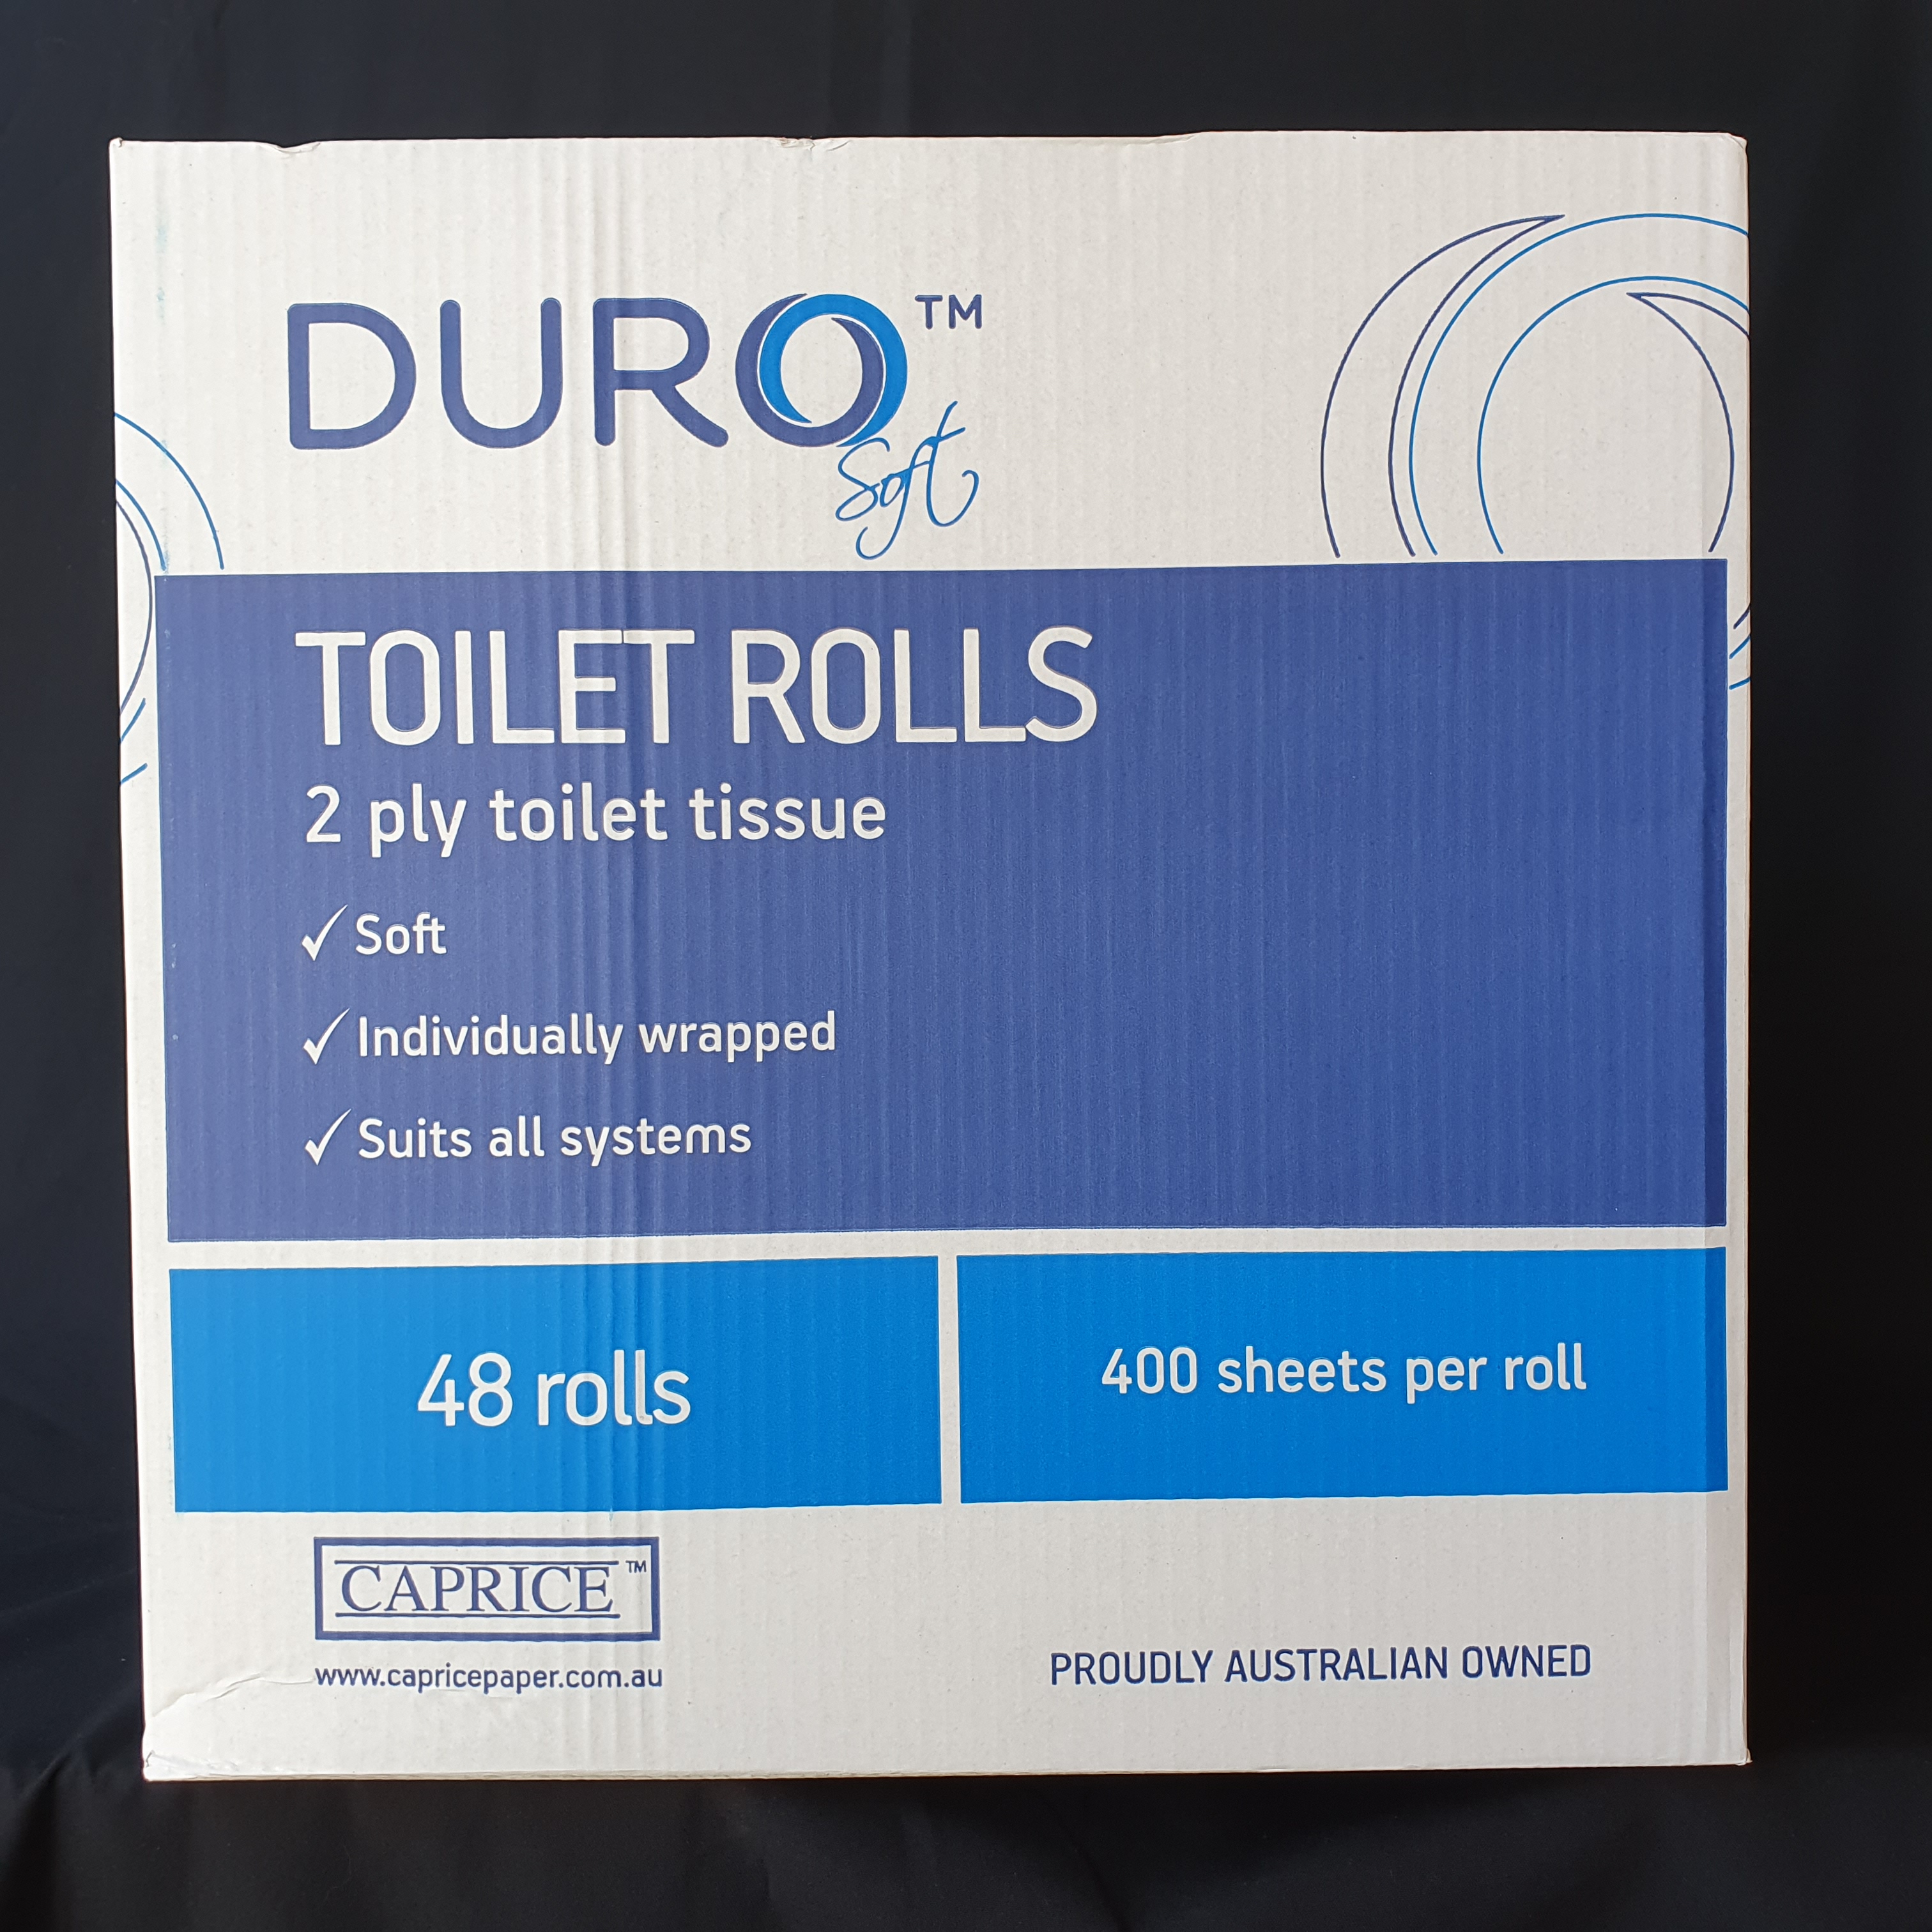 DURO™
Soft
TOILET ROLLS
2 ply toilet tissue
✓ Soft
✓ Individually wrapped
✓ Suits all systems
48 rolls
400 sheets per roll
CAPRICE™
www.capricepaper.com.au
PROUDLY AUSTRALIAN OWNED